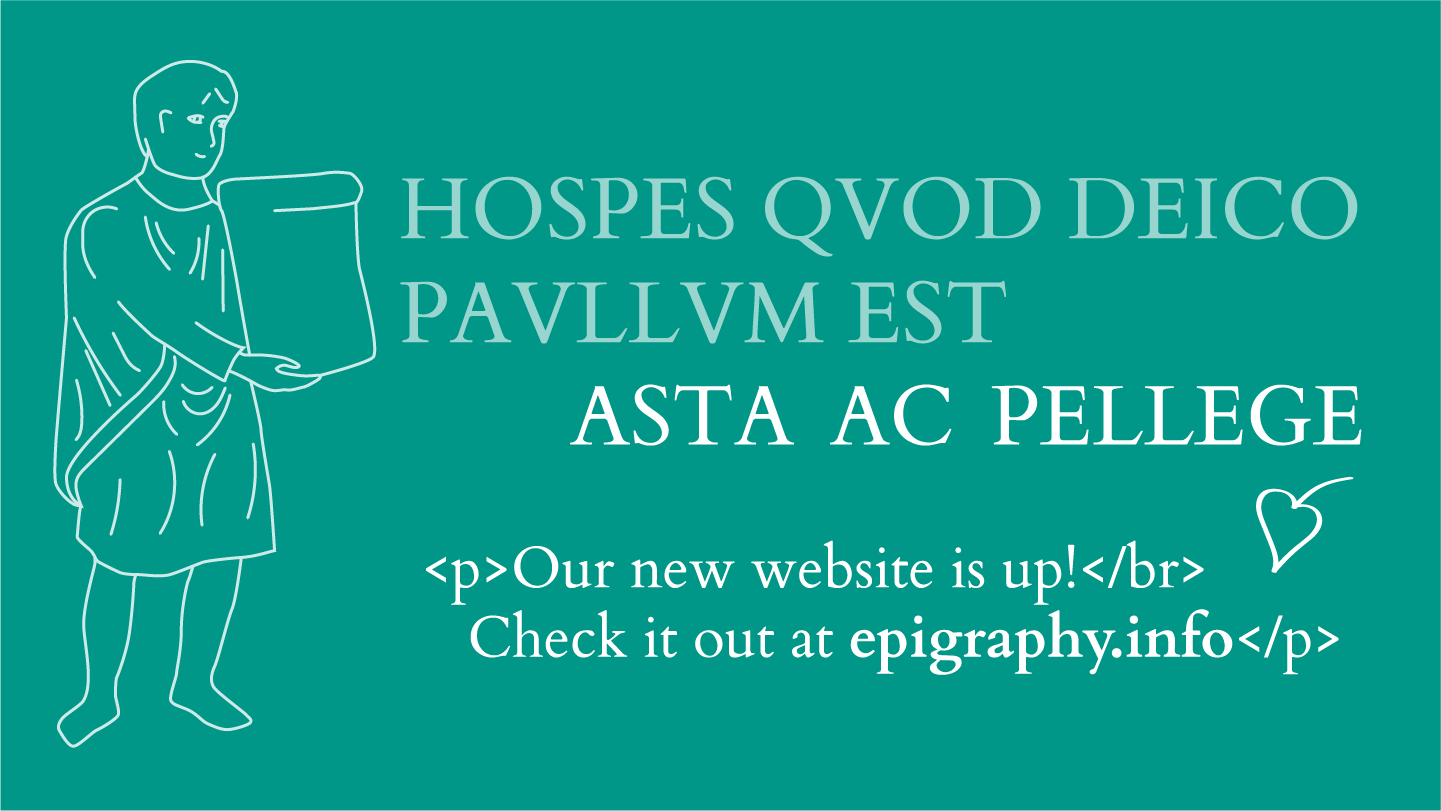 HOSPES QVOD DEICO
PAVLLVM EST
ASTA AC PELLEGE
<p>Our new website is up!</br>
Check it out at epigraphy.info</p>